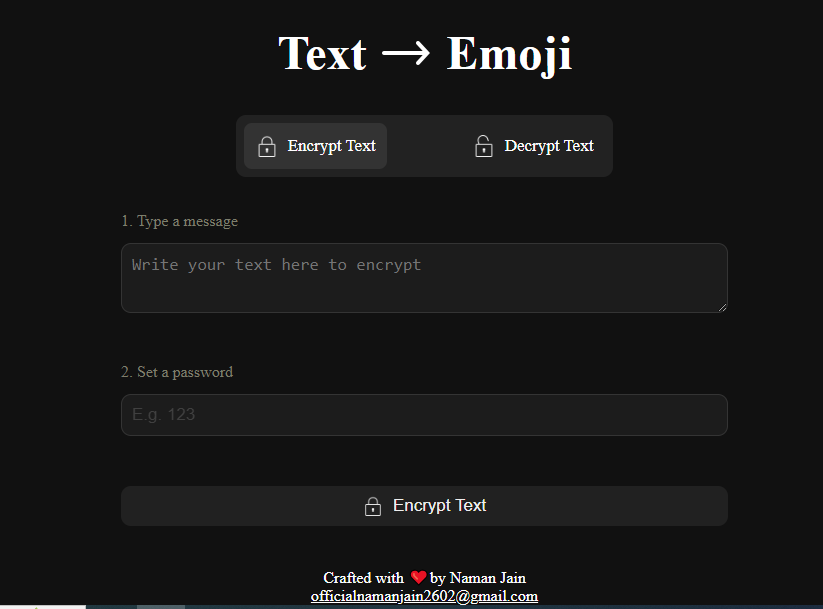 Text → Emoji
Encrypt Text Decrypt Text
1. Type a message
Write your text here to encrypt
2. Set a password
E.g. 123
Encrypt Text
Crafted with ❤️ by Naman Jain
officialnamanjain2602@gmail.com